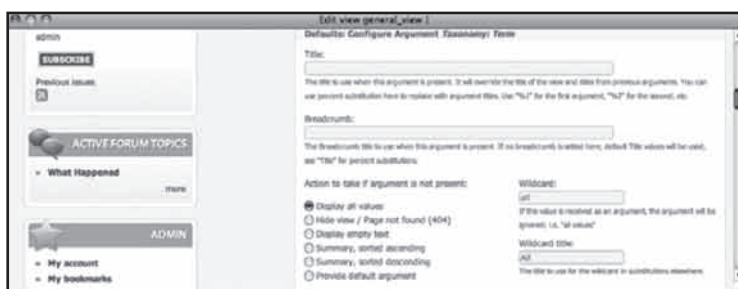 Edit view general_view 1
admin
SUBSCRIBE
Previous issues:
ACTIVE FORUM TOPICS
What Happened
more
ADMIN
My account
My bookmarks
Defaults: Configure Argument Taxonomy: Term
Title:
The title to use when this argument is present. It will override the title of the view and titles from previous arguments. You can
use percent substitution here to replace with argument titles. Use "%1" for the first argument, "%2" for the second, etc.
Breadcrumb:
The Breadcrumb title to use when this argument is present. If no breadcrumb is set here, default Title values will be used,
see "Title" for percent substitutions.
Action to take if argument is not present:
Display all values
Hide view / Page not found (404)
Display empty text
Summary, sorted ascending
Summary, sorted descending
Provide default argument
Wildcard:
all
If this value is received as an argument, the argument will be
ignored; i.e, "all values"
Wildcard title:
All
The title to use for the wildcard in substitutions elsewhere.